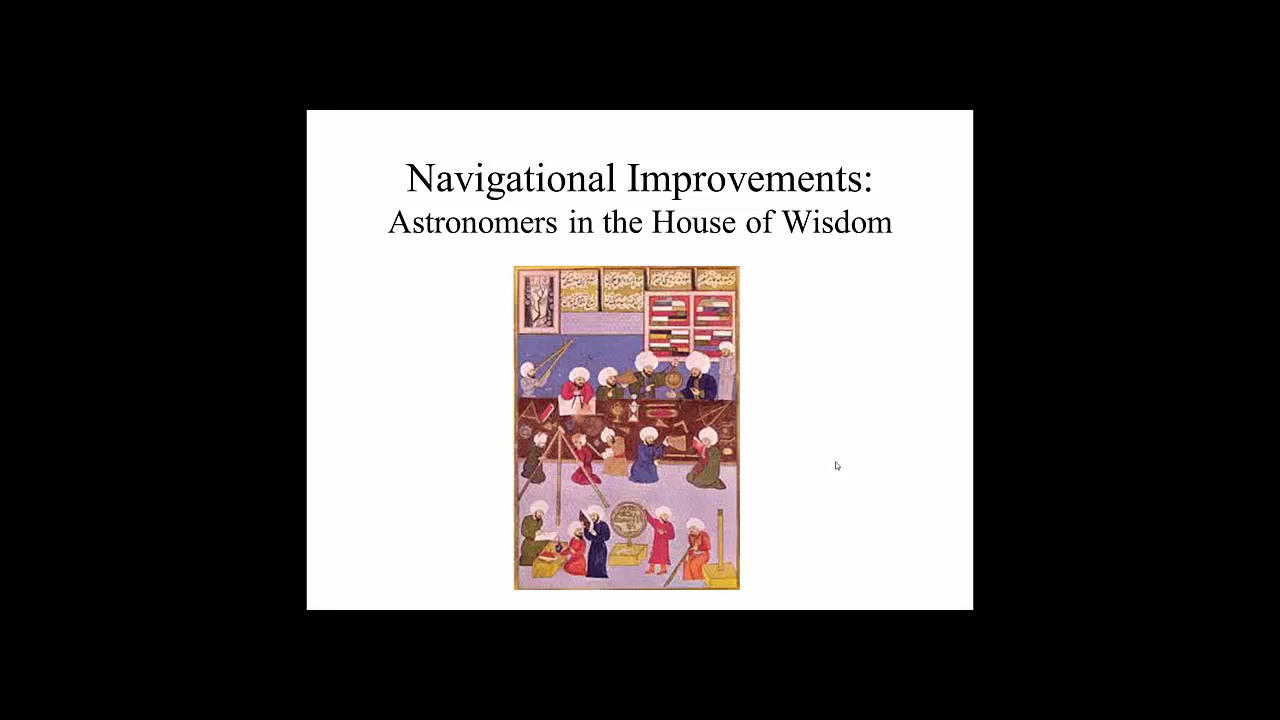 Navigational Improvements:
Astronomers in the House of Wisdom